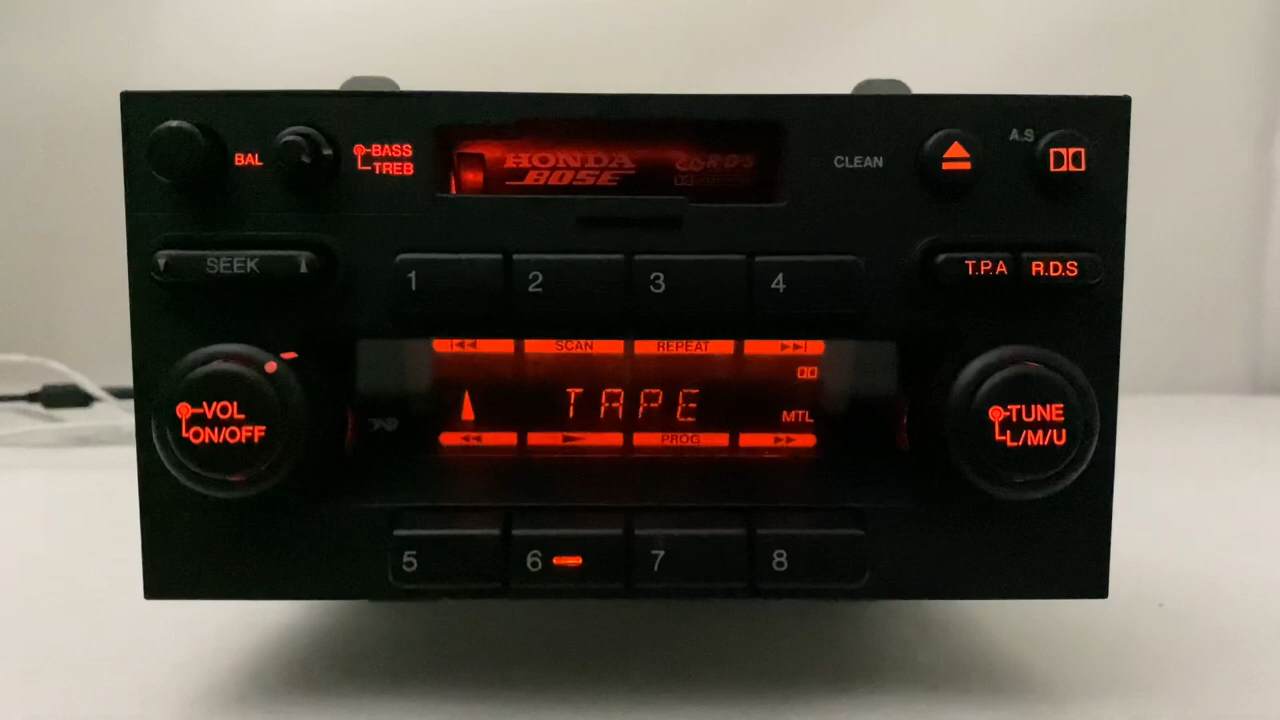 BAL
BASS
TREB
HONDA
BOSE
CLEAN
A.S
SEEK
1
2
3
4
T.P.A
R.D.S
SCAN
REPEAT
TAPE
MTL
PROG
VOL
ON/OFF
TUNE
L/M/U
5
6
7
8